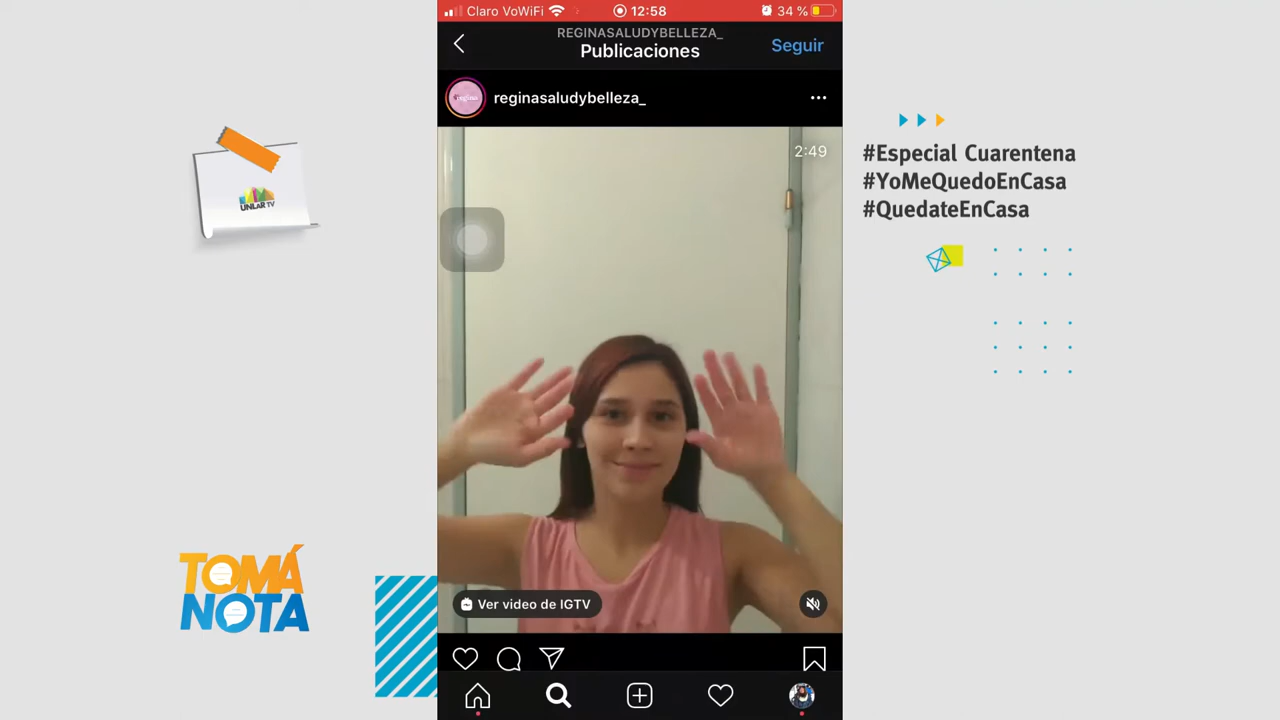 Claro VoWiFi
12:58
34 %
REGINASALUDYBELLEZA_
Publicaciones
Seguir
reginasaludybelleza_
2:49
Ver video de IGTV
UNLAR TV
TOMÁ
NOTA
#Especial Cuarentena
#YoMeQuedoEnCasa
#QuedateEnCasa